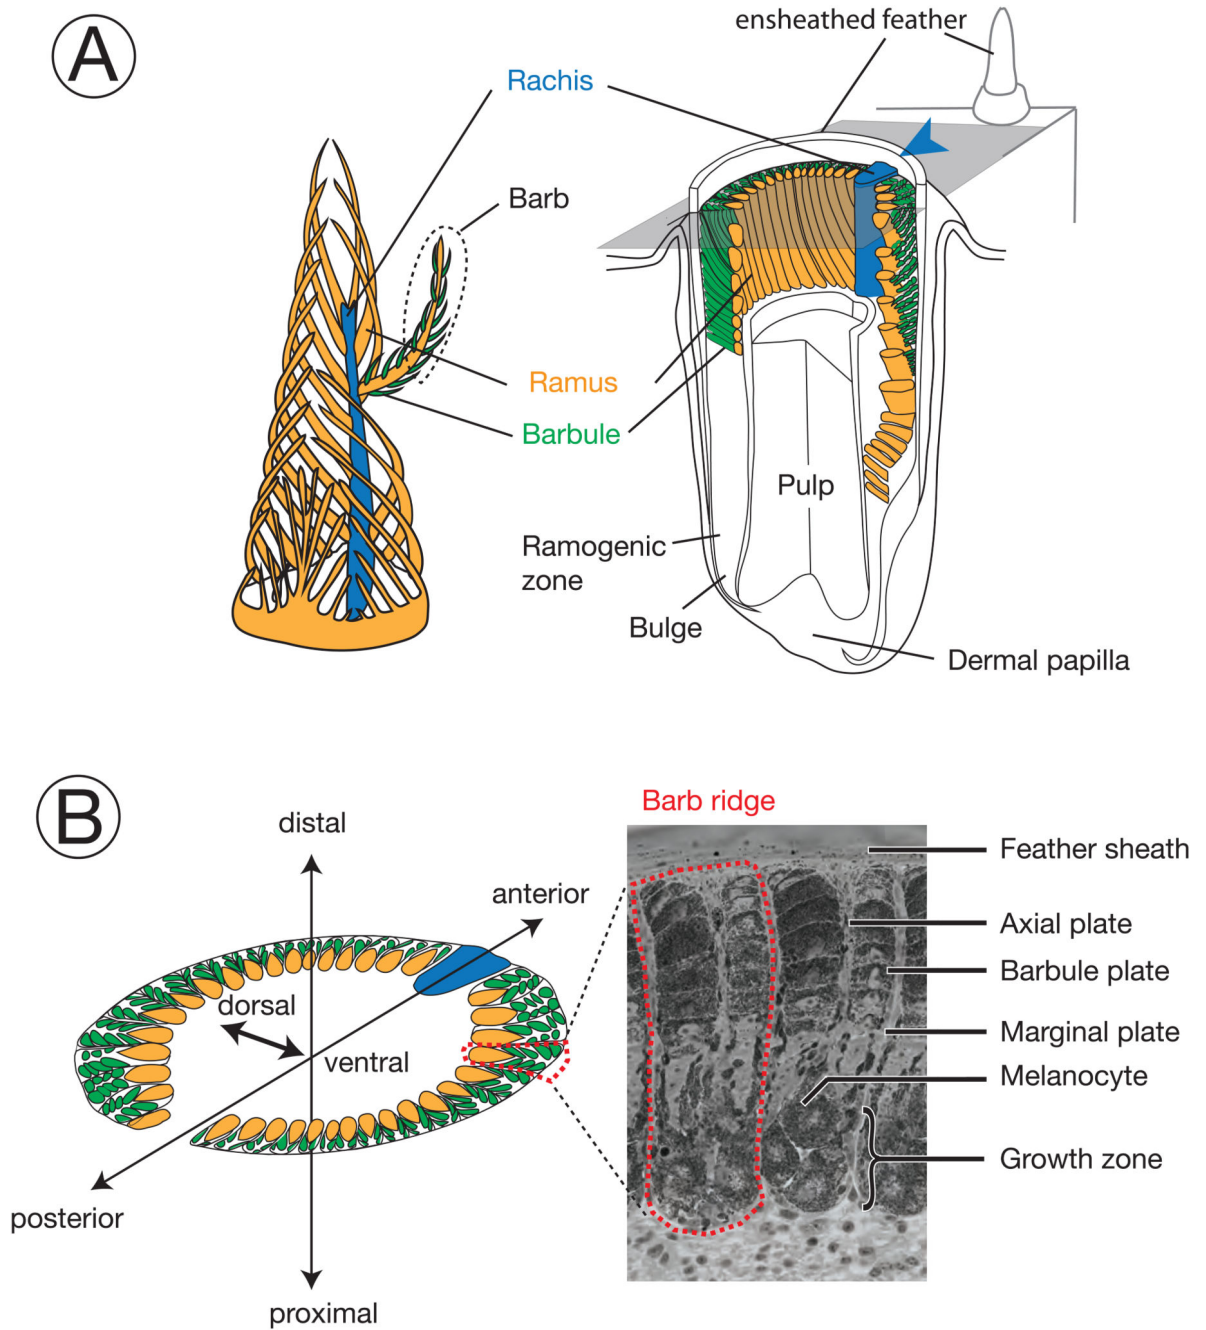 A
ensheathed feather
Rachis
Barb
Ramus
Barbule
Pulp
Ramogenic
zone
Bulge
Dermal papilla
B
Barb ridge
distal
anterior
dorsal
ventral
posterior
proximal
Feather sheath
Axial plate
Barbule plate
Marginal plate
Melanocyte
Growth zone